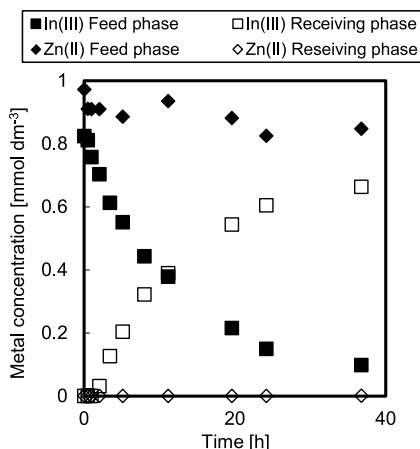 In(III) Feed phase In(III) Receiving phase
Zn(II) Feed phase Zn(II) Reseiving phase
1
0.8
0.6
0.4
0.2
0
0 20 40
Metal concentration [mmol dm-3]
Time [h]